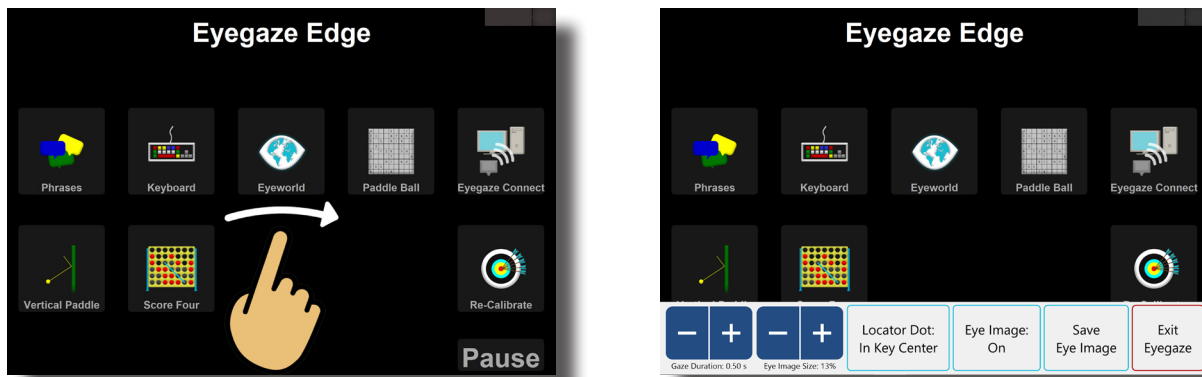 Eyegaze Edge
Phrases
Keyboard
Eyeworld
Paddle Ball
Eyegaze Connect
Vertical Paddle
Score Four
Re-Calibrate
Pause
Eyegaze Edge
Phrases
Keyboard
Eyeworld
Paddle Ball
Eyegaze Connect
Gaze Duration: 0.50 s
Eye Image Size: 13%
Locator Dot:
In Key Center
Eye Image:
On
Save
Eye Image
Exit
Eyegaze